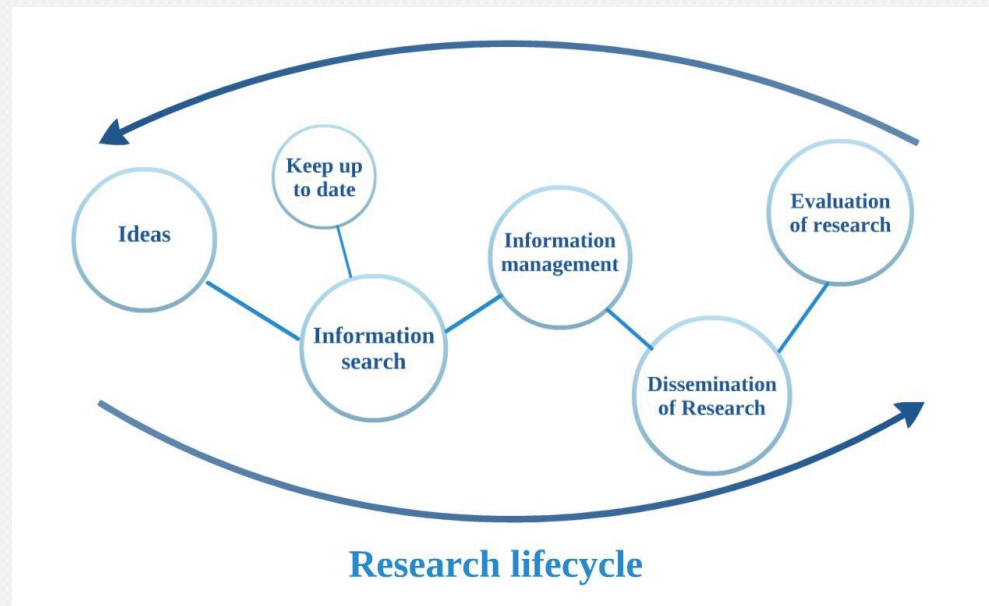 Ideas
Keep up
to date
Information
search
Information
management
Dissemination
of Research
Evaluation
of research
Research lifecycle